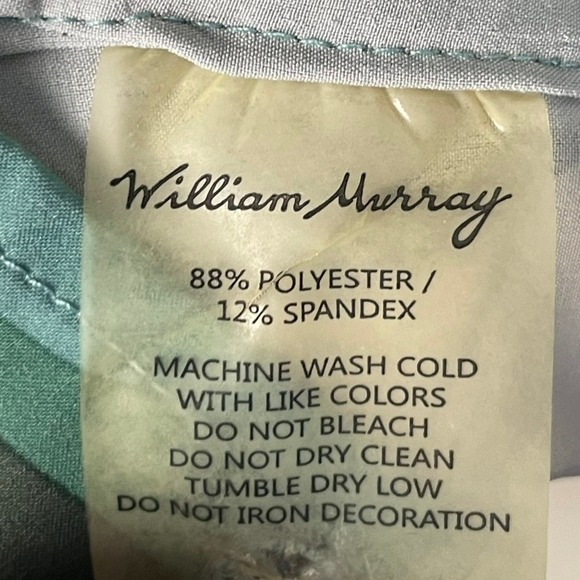 William Murray
88% POLYESTER /
12% SPANDEX
MACHINE WASH COLD
WITH LIKE COLORS
DO NOT BLEACH
DO NOT DRY CLEAN
TUMBLE DRY LOW
DO NOT IRON DECORATION